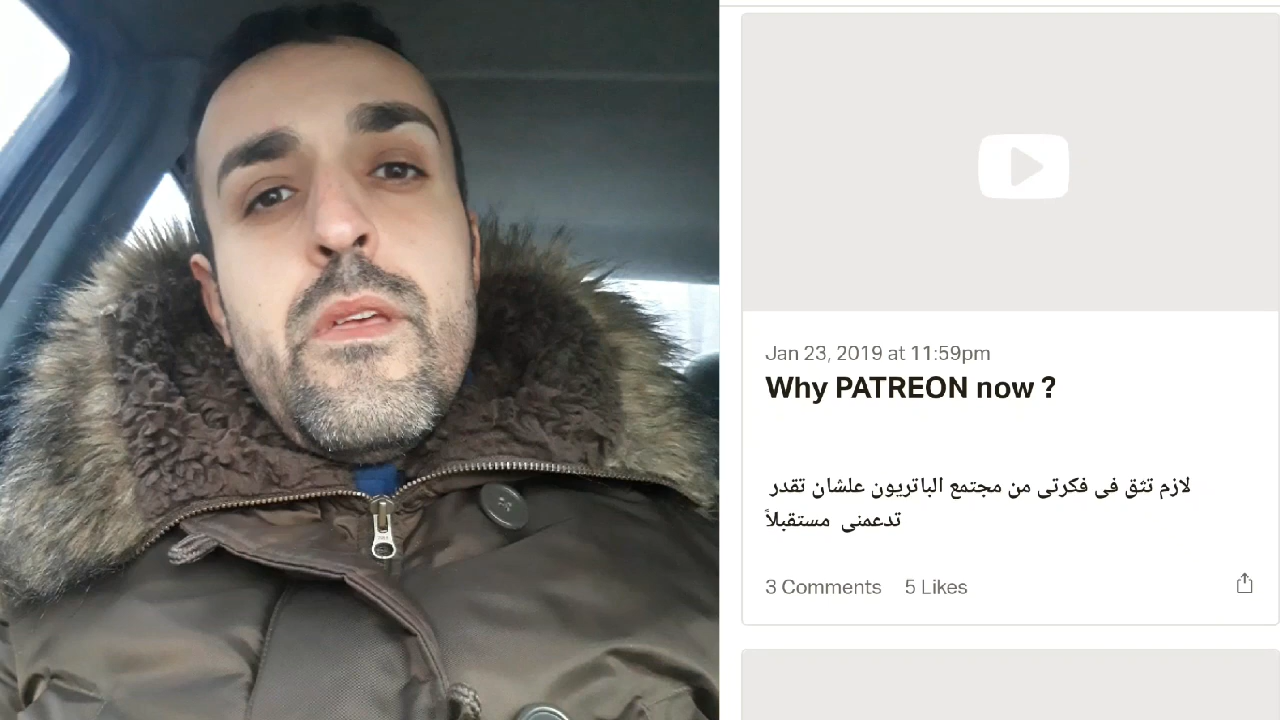 Jan 23, 2019 at 11:59pm
Why PATREON now ?
لازم تثق فى فكرتى من مجتمع الباتريون علشان تقدر
تدعمنى مستقبلاً
3 Comments 5 Likes